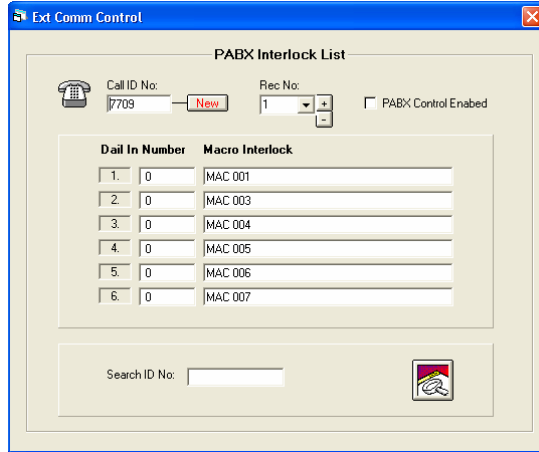 Ext Comm Control
PABX Interlock List
Call ID No: Rec No:
7709 New 1 + - PABX Control Enabed
Dail In Number Macro Interlock
1. 0 MAC 001
2. 0 MAC 003
3. 0 MAC 004
4. 0 MAC 005
5. 0 MAC 006
6. 0 MAC 007
Search ID No: